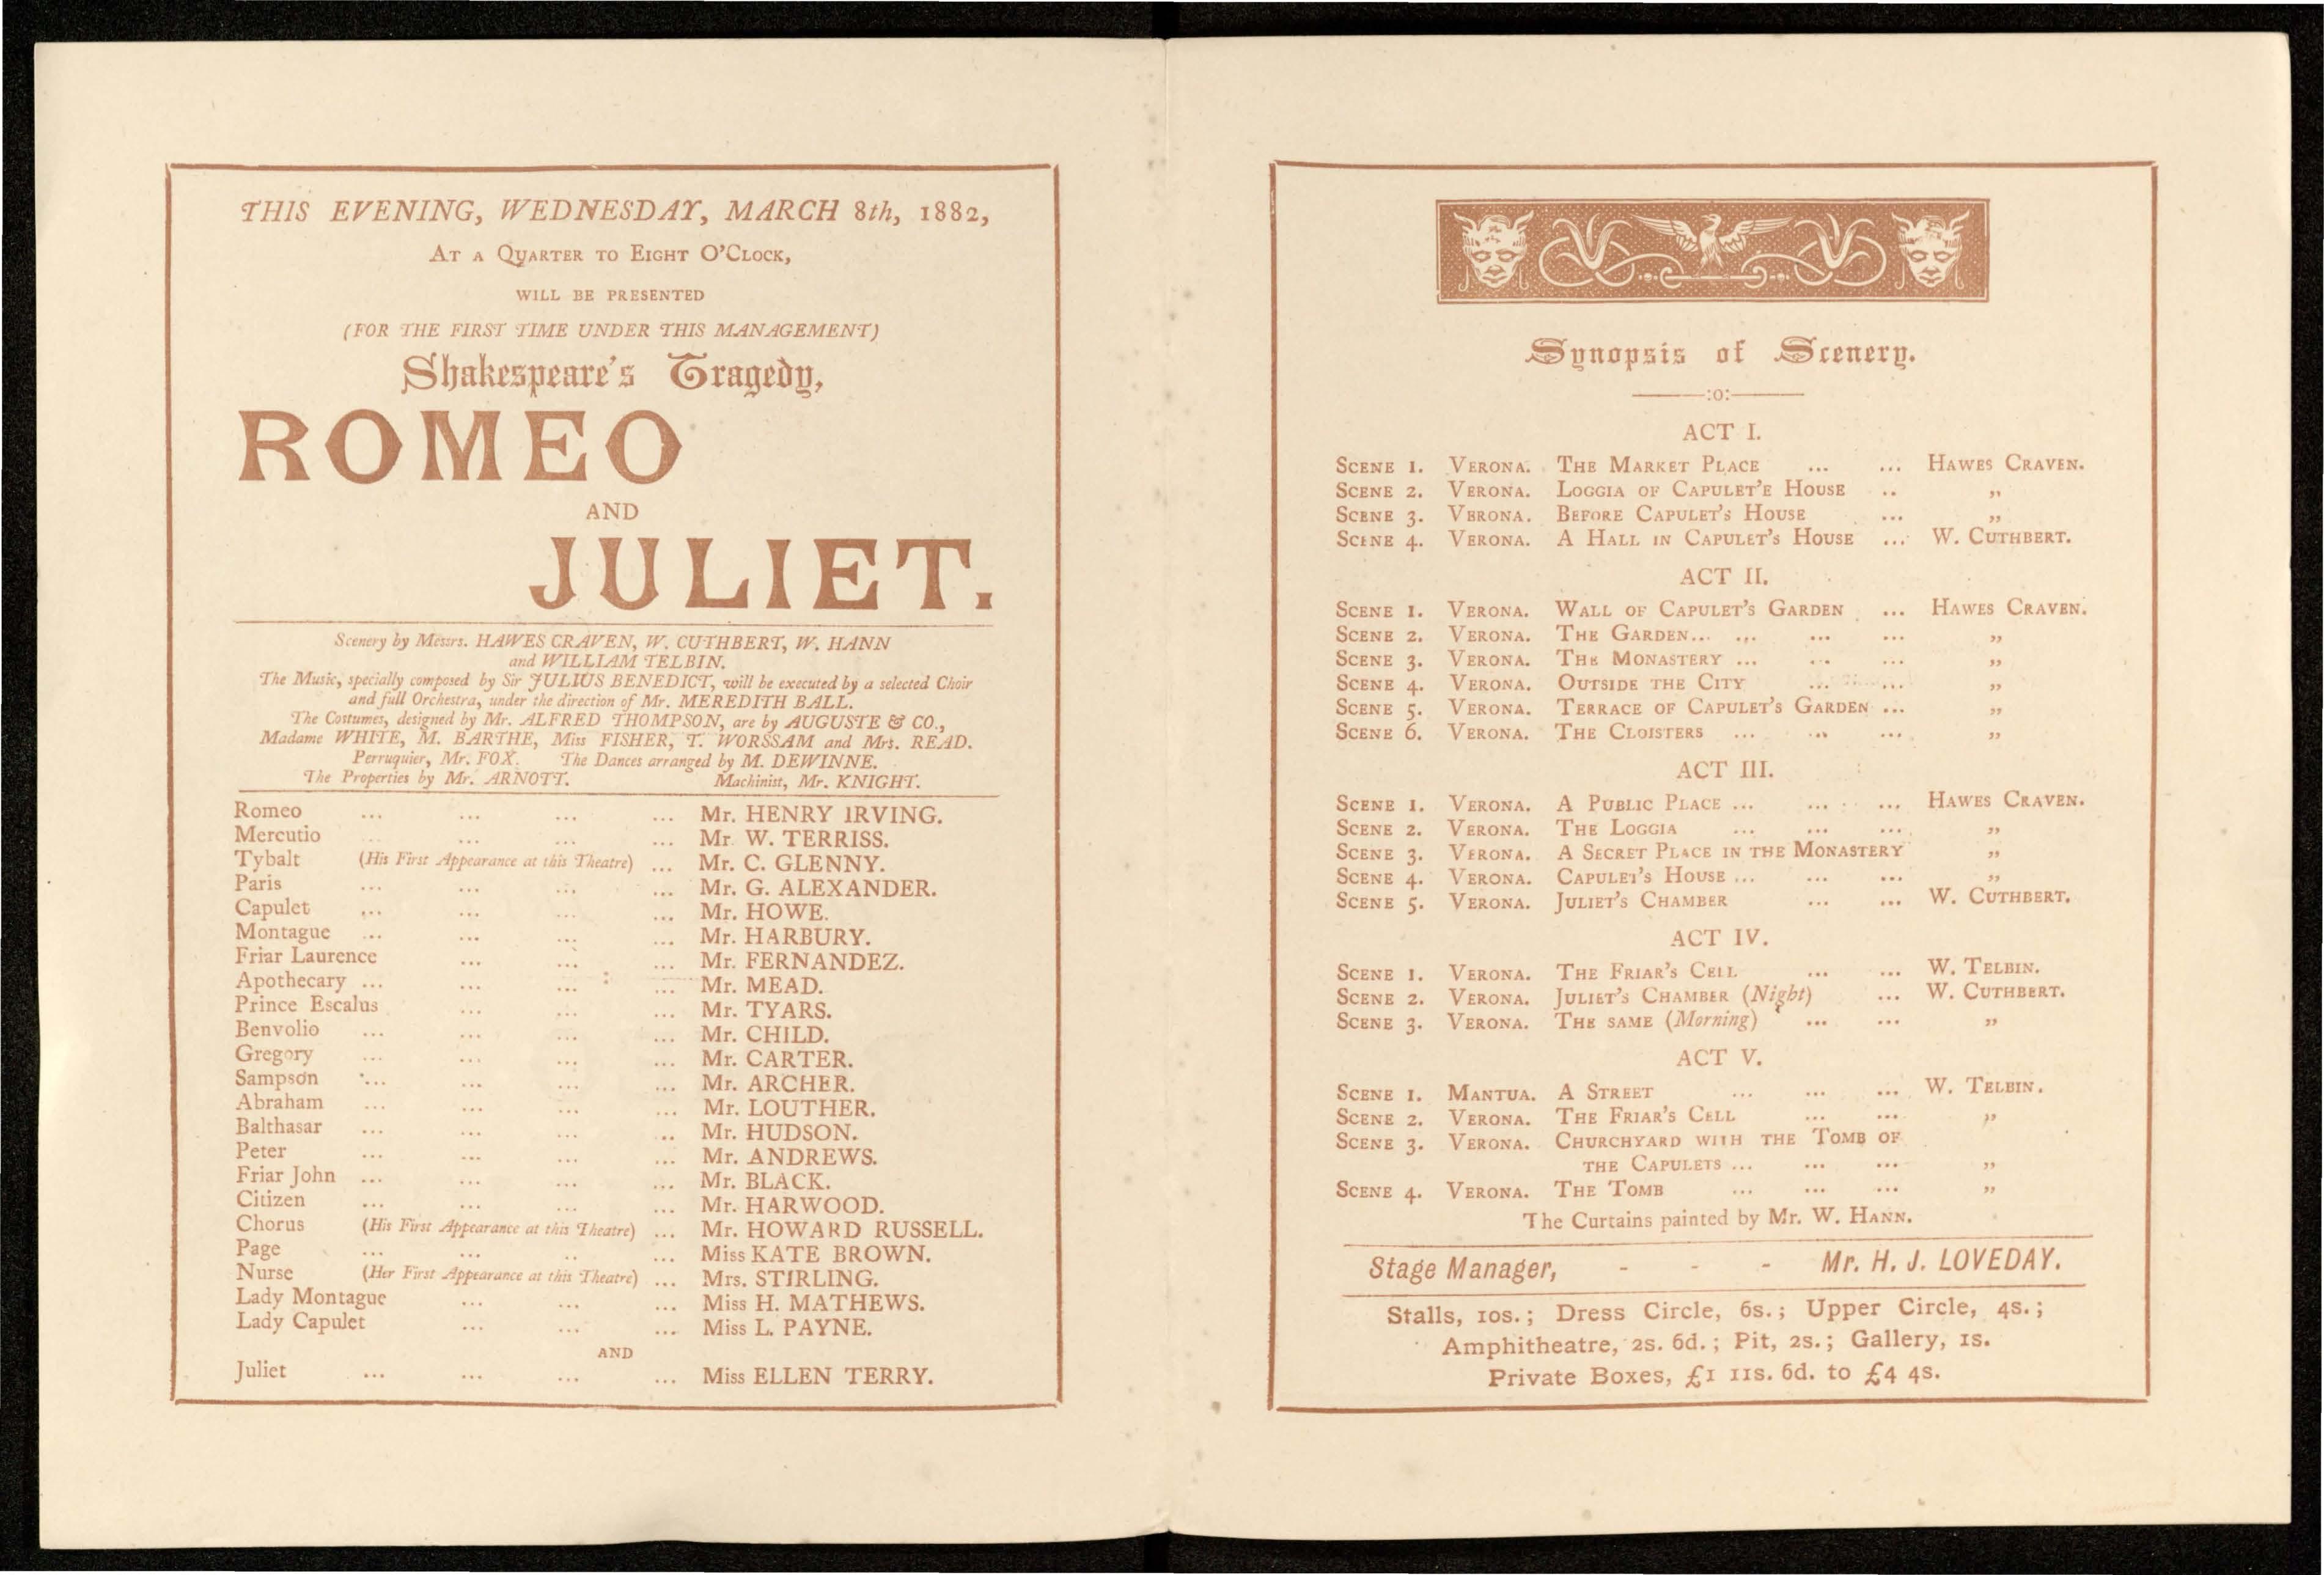 THIS EVENING, WEDNESDAY, MARCH 8th, 1882,
AT A QUARTER TO EIGHT O'CLOCK,
WILL BE PRESENTED
(FOR THE FIRST TIME UNDER THIS MANAGEMENT)
Shakespeare's Tragedy,
ROMEO
AND
JULIET.
Scenery by Messrs. HAWES CRAVEN, W. CUTHBERT, W. HANN
and WILLIAM TELBIN.
The Music, specially composed by Sir JULIUS BENEDICT, will be executed by a selected Choir
and full Orchestra, under the direction of Mr. MEREDITH BALL.
The Costumes, designed by Mr. ALFRED THOMPSON, are by AUGUSTE & CO.,
Madame WHITE, M. BARTHE, Miss FISHER, T. WORSSAM and Mrs. READ.
Perruquier, Mr. FOX. The Dances arranged by M. DEWINNE.
The Properties by Mr. ARNOTT. Machinist, Mr. KNIGHT.
Romeo ... ... ... ... Mr. HENRY IRVING.
Mercutio ... ... ... ... Mr. W. TERRISS.
Tybalt (His First Appearance at this Theatre) ... Mr. C. GLENNY.
Paris ... ... ... ... Mr. G. ALEXANDER.
Capulet ... ... ... ... Mr. HOWE.
Montague ... ... ... ... Mr. HARBURY.
Friar Laurence ... ... ... Mr. FERNANDEZ.
Apothecary ... ... ... ... Mr. MEAD.
Prince Escalus ... ... ... Mr. TYARS.
Benvolio ... ... ... ... Mr. CHILD.
Gregory ... ... ... ... Mr. CARTER.
Sampson ... ... ... ... Mr. ARCHER.
Abraham ... ... ... ... Mr. LOUTHER.
Balthasar ... ... ... .. Mr. HUDSON.
Peter ... ... ... ... Mr. ANDREWS.
Friar John ... ... ... ... Mr. BLACK.
Citizen ... ... ... ... Mr. HARWOOD.
Chorus (His First Appearance at this Theatre) ... Mr. HOWARD RUSSELL.
Page ... ... .. ... Miss KATE BROWN.
Nurse (Her First Appearance at this Theatre) ... Mrs. STIRLING.
Lady Montague ... ... ... Miss H. MATHEWS.
Lady Capulet ... ... ... Miss L. PAYNE.
AND
Juliet ... ... ... ... Miss ELLEN TERRY.
Synopsis of Scenery.
:o:
ACT I.
SCENE 1. VERONA. THE MARKET PLACE ... ... HAWES CRAVEN.
SCENE 2. VERONA. LOGGIA OF CAPULET'E HOUSE .. „
SCENE 3. VERONA. BEFORE CAPULET'S HOUSE ... „
SCENE 4. VERONA. A HALL IN CAPULET'S HOUSE ... W. CUTHBERT.
ACT II.
SCENE 1. VERONA. WALL OF CAPULET'S GARDEN ... HAWES CRAVEN.
SCENE 2. VERONA. THE GARDEN... ... ... ... „
SCENE 3. VERONA. THE MONASTERY ... ... ... „
SCENE 4. VERONA. OUTSIDE THE CITY ... ... „
SCENE 5. VERONA. TERRACE OF CAPULET'S GARDEN ... „
SCENE 6. VERONA. THE CLOISTERS ... ... ... „
ACT III.
SCENE 1. VERONA. A PUBLIC PLACE ... ... ... HAWES CRAVEN.
SCENE 2. VERONA. THE LOGGIA ... ... ... „
SCENE 3. VERONA. A SECRET PLACE IN THE MONASTERY „
SCENE 4. VERONA. CAPULET'S HOUSE ... ... ... „
SCENE 5. VERONA. JULIET'S CHAMBER ... ... W. CUTHBERT.
ACT IV.
SCENE 1. VERONA. THE FRIAR'S CELL ... ... W. TELBIN.
SCENE 2. VERONA. JULIET'S CHAMBER (Night) ... W. CUTHBERT.
SCENE 3. VERONA. THE SAME (Morning) ... ... „
ACT V.
SCENE 1. MANTUA. A STREET ... ... ... W. TELBIN.
SCENE 2. VERONA. THE FRIAR'S CELL ... ... „
SCENE 3. VERONA. CHURCHYARD WITH THE TOMB OF
THE CAPULETS ... ... ... „
SCENE 4. VERONA. THE TOMB ... ... ... „
The Curtains painted by Mr. W. HANN.
Stage Manager, - - - Mr. H. J. LOVEDAY.
Stalls, 10s.; Dress Circle, 6s.; Upper Circle, 4s.;
Amphitheatre, 2s. 6d.; Pit, 2s.; Gallery, 1s.
Private Boxes, £1 11s. 6d. to £4 4s.